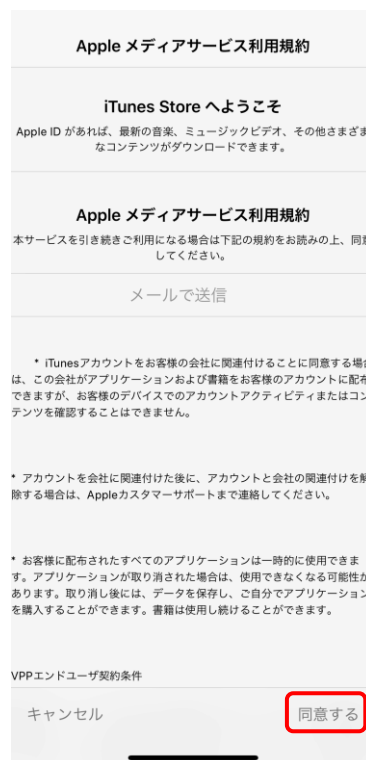 Apple メディアサービス利用規約
iTunes Store へようこそ
Apple ID があれば、最新の音楽、ミュージックビデオ、その他さまざま
なコンテンツがダウンロードできます。
Apple メディアサービス利用規約
本サービスを引き続きご利用になる場合は下記の規約をお読みの上、同意
してください。
メールで送信
* iTunesアカウントをお客様の会社に関連付けることに同意する場合
は、この会社がアプリケーションおよび書籍をお客様のアカウントに配布
できますが、お客様のデバイスでのアカウントアクティビティまたはコン
テンツを確認することはできません。
* アカウントを会社に関連付けた後に、アカウントと会社の関連付けを解
除する場合は、Appleカスタマーサポートまで連絡してください。
* お客様に配布されたすべてのアプリケーションは一時的に使用できま
す。アプリケーションが取り消された場合は、使用できなくなる可能性が
あります。取り消し後には、データを保存し、ご自分でアプリケーション
を購入することができます。書籍は使用し続けることができます。
VPPエンドユーザ契約条件
キャンセル
同意する